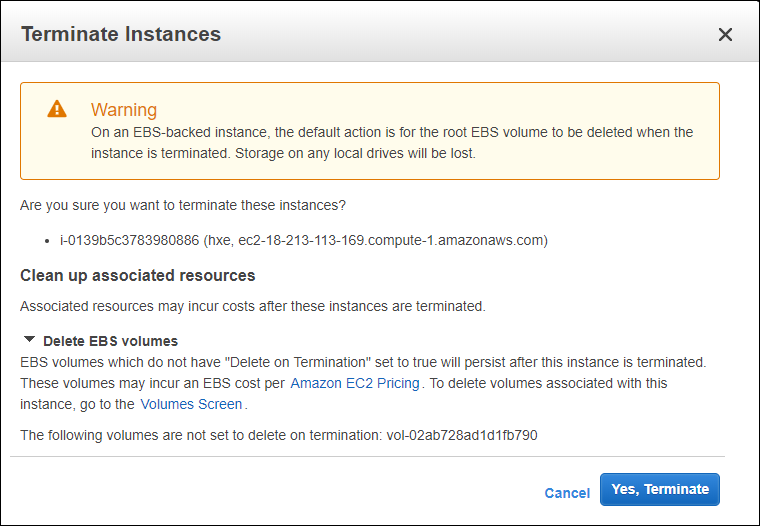 Terminate Instances
Warning
On an EBS-backed instance, the default action is for the root EBS volume to be deleted when the
instance is terminated. Storage on any local drives will be lost.
Are you sure you want to terminate these instances?
• i-0139b5c3783980886 (hxe, ec2-18-213-113-169.compute-1.amazonaws.com)
Clean up associated resources
Associated resources may incur costs after these instances are terminated.
Delete EBS volumes
EBS volumes which do not have "Delete on Termination" set to true will persist after this instance is terminated.
These volumes may incur an EBS cost per Amazon EC2 Pricing. To delete volumes associated with this
instance, go to the Volumes Screen.
The following volumes are not set to delete on termination: vol-02ab728ad1d1fb790
Cancel Yes, Terminate